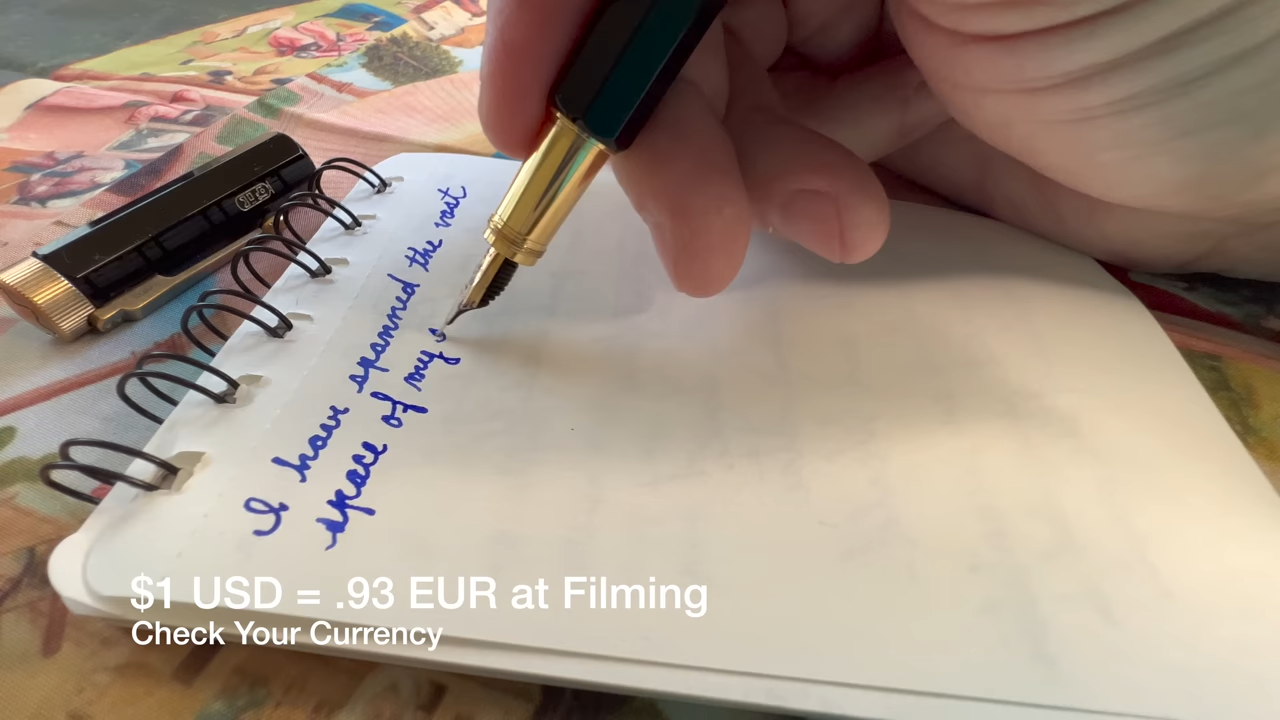 I have spanned the vast
space of my
$1 USD = .93 EUR at Filming
Check Your Currency